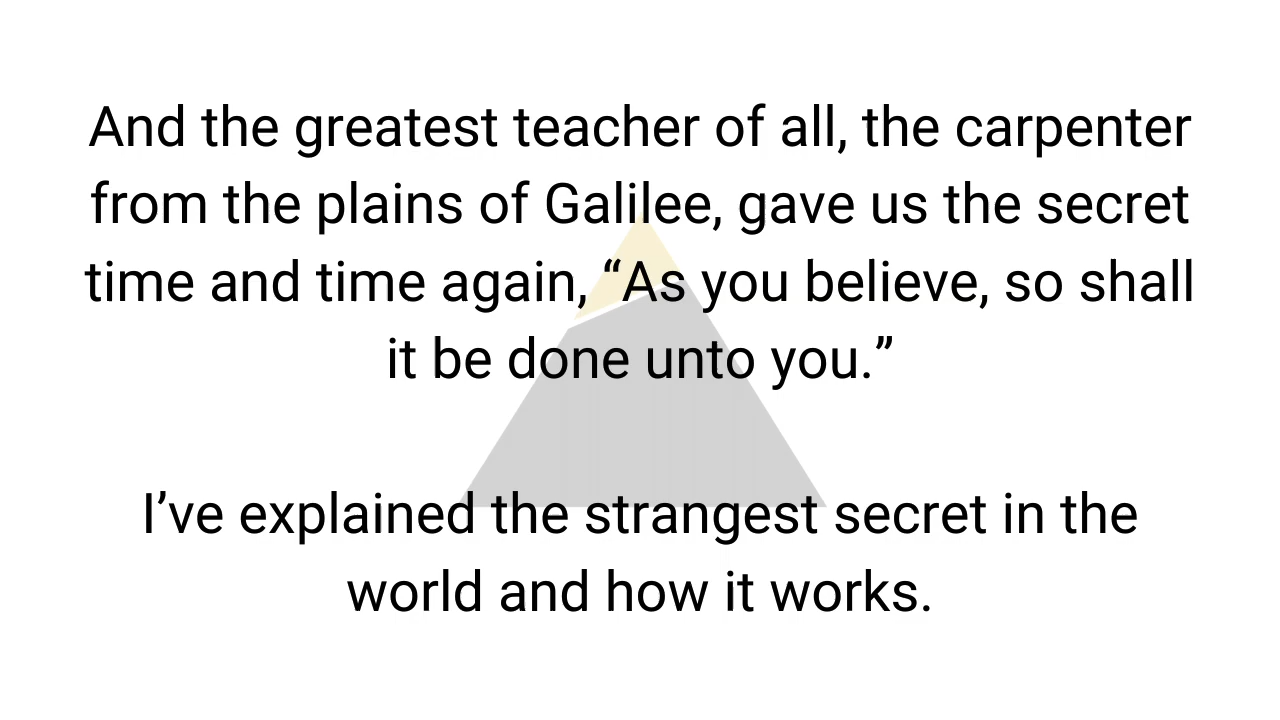 And the greatest teacher of all, the carpenter
from the plains of Galilee, gave us the secret
time and time again, “As you believe, so shall
it be done unto you.”
I’ve explained the strangest secret in the
world and how it works.